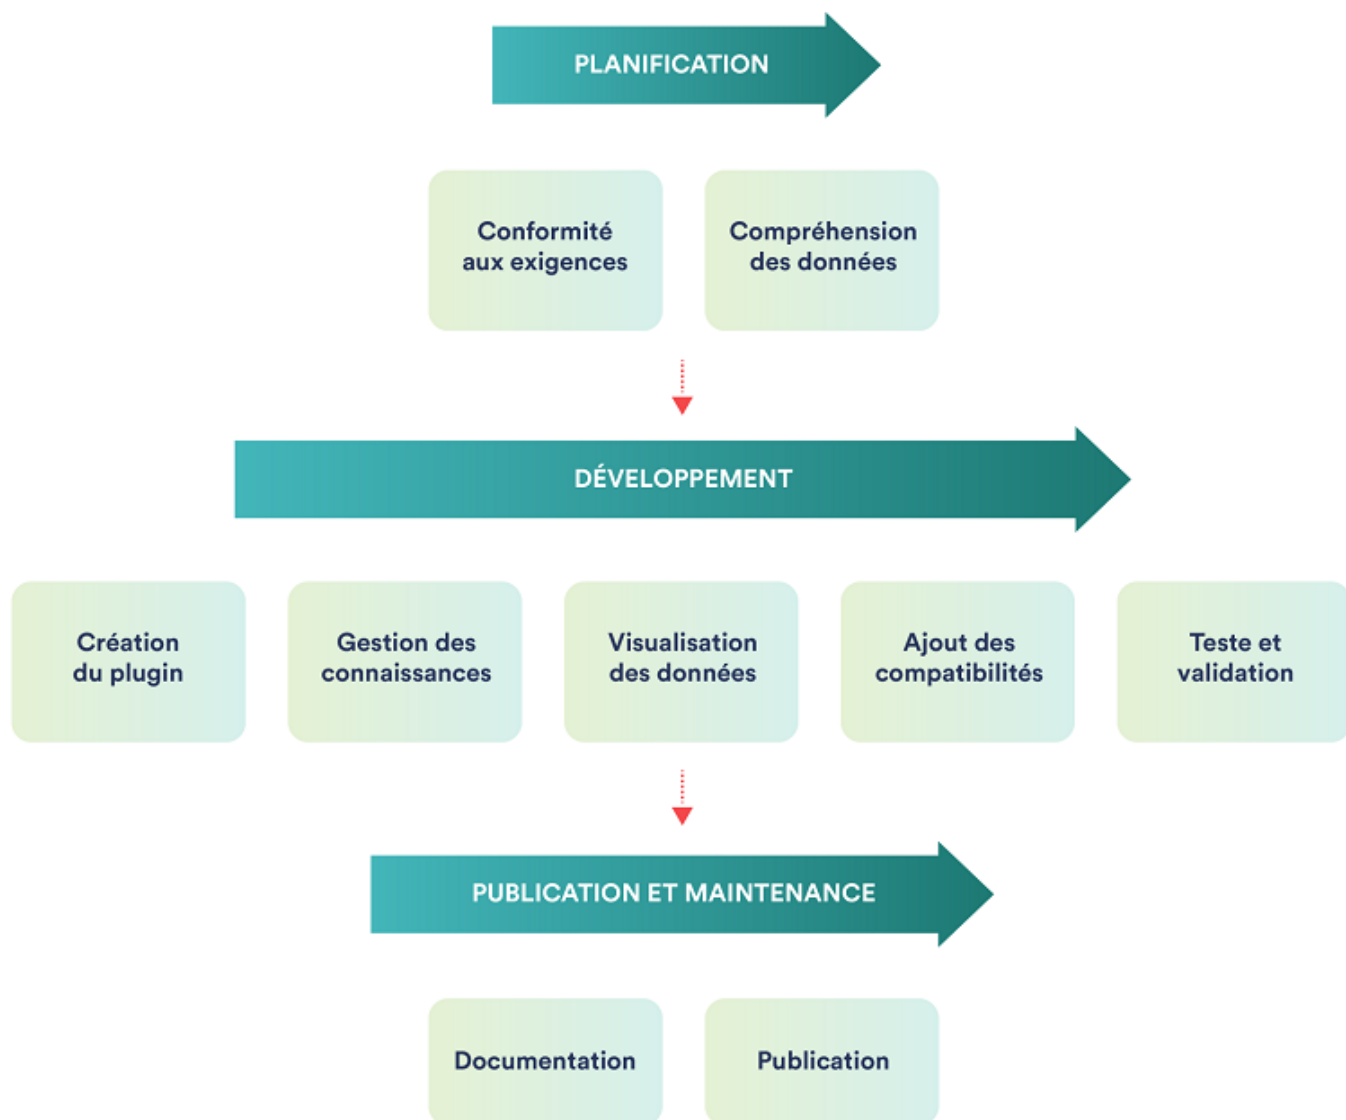 PLANIFICATION
Conformité
aux exigences
Compréhension
des données
DÉVELOPPEMENT
Création
du plugin
Gestion des
connaissances
Visualisation
des données
Ajout des
compatibilités
Teste et
validation
PUBLICATION ET MAINTENANCE
Documentation
Publication